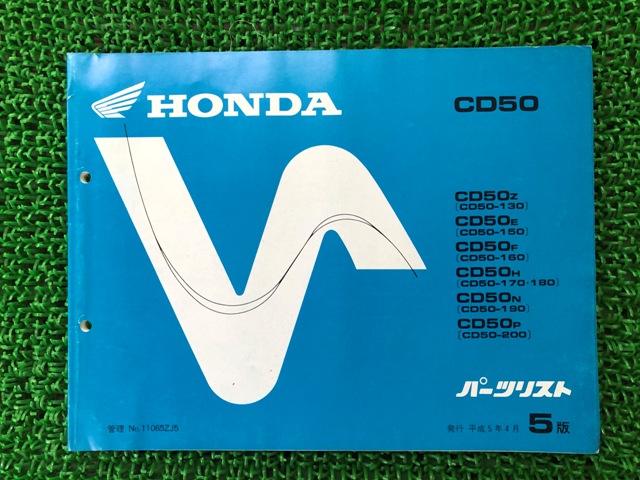 HONDA
CD50
CD50Z
(CD50-130)
CD50E
(CD50-150)
CD50F
(CD50-160)
CD50H
(CD50-170・180)
CD50N
(CD50-190)
CD50P
(CD50-200)
パーツリスト
管理 No.11065ZJ5
発行 平成5年4月 5版